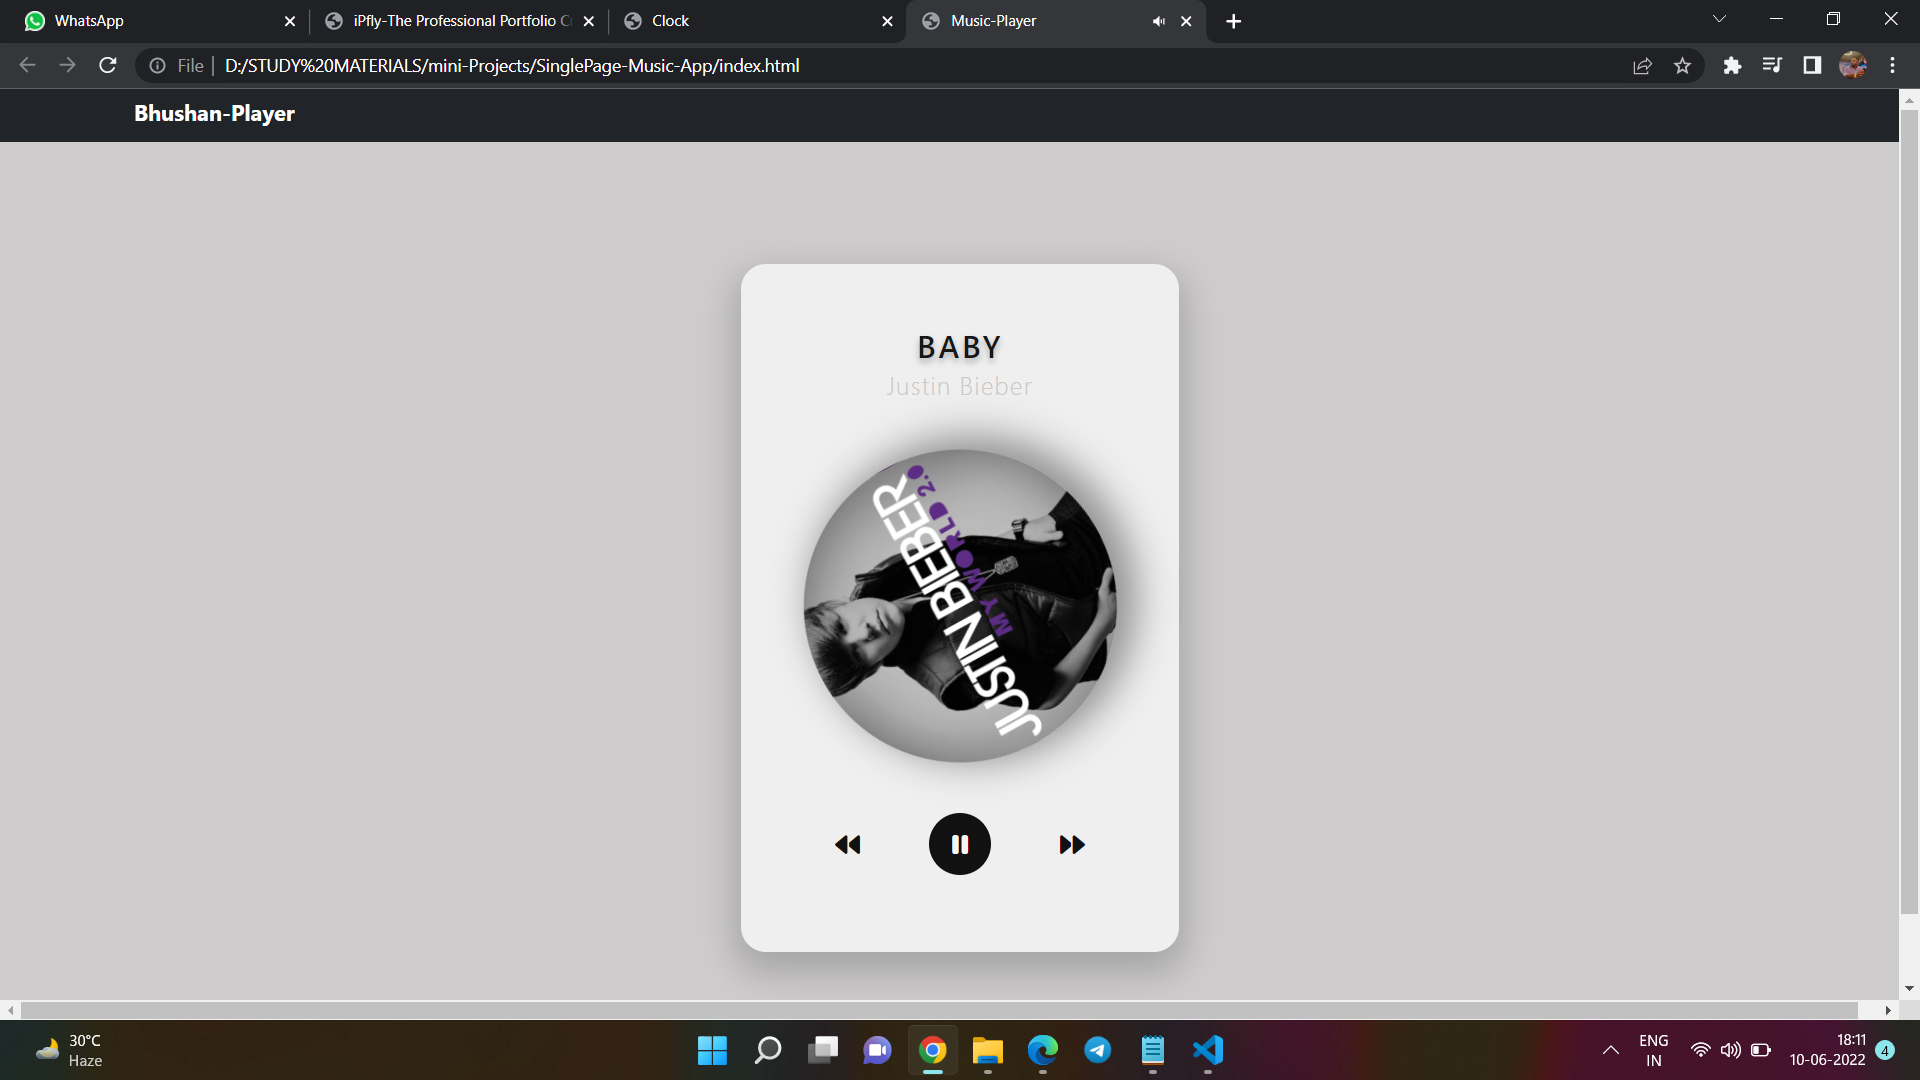 WhatsApp
iPfly-The Professional Portfolio C
Clock
Music-Player
File
D:/STUDY%20MATERIALS/mini-Projects/SinglePage-Music-App/index.html
Bhushan-Player
BABY
Justin Bieber
JUSTIN BIEBER
MY WORLD 2.0
30°C
Haze
ENG
IN
18:11
10-06-2022
4